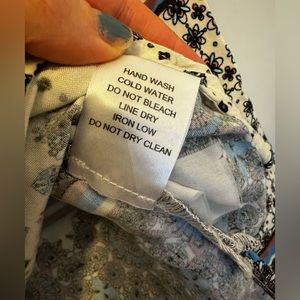 HAND WASH
COLD WATER
DO NOT BLEACH
LINE DRY
IRON LOW
DO NOT DRY CLEAN